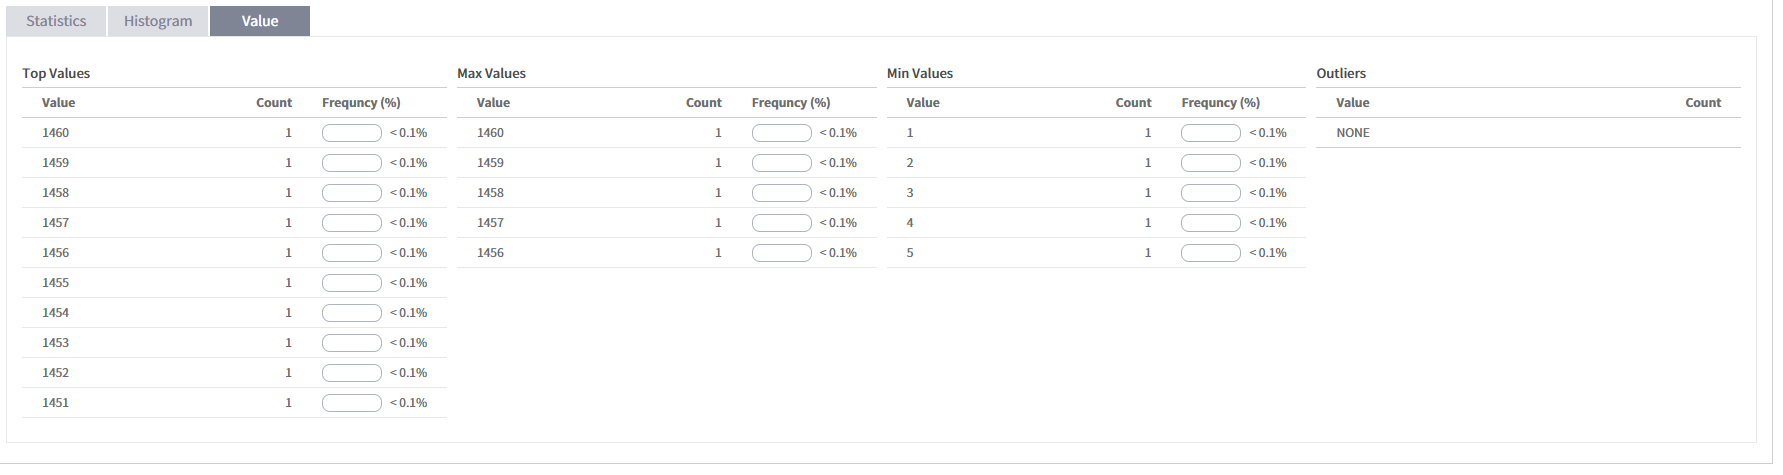 Statistics Histogram Value
Top Values Max Values Min Values Outliers
Value Count Frequncy (%) Value Count Frequncy (%) Value Count Frequncy (%) Value Count
1460 1 < 0.1% 1460 1 < 0.1% 1 1 < 0.1% NONE
1459 1 < 0.1% 1459 1 < 0.1% 2 1 < 0.1%
1458 1 < 0.1% 1458 1 < 0.1% 3 1 < 0.1%
1457 1 < 0.1% 1457 1 < 0.1% 4 1 < 0.1%
1456 1 < 0.1% 1456 1 < 0.1% 5 1 < 0.1%
1455 1 < 0.1%
1454 1 < 0.1%
1453 1 < 0.1%
1452 1 < 0.1%
1451 1 < 0.1%